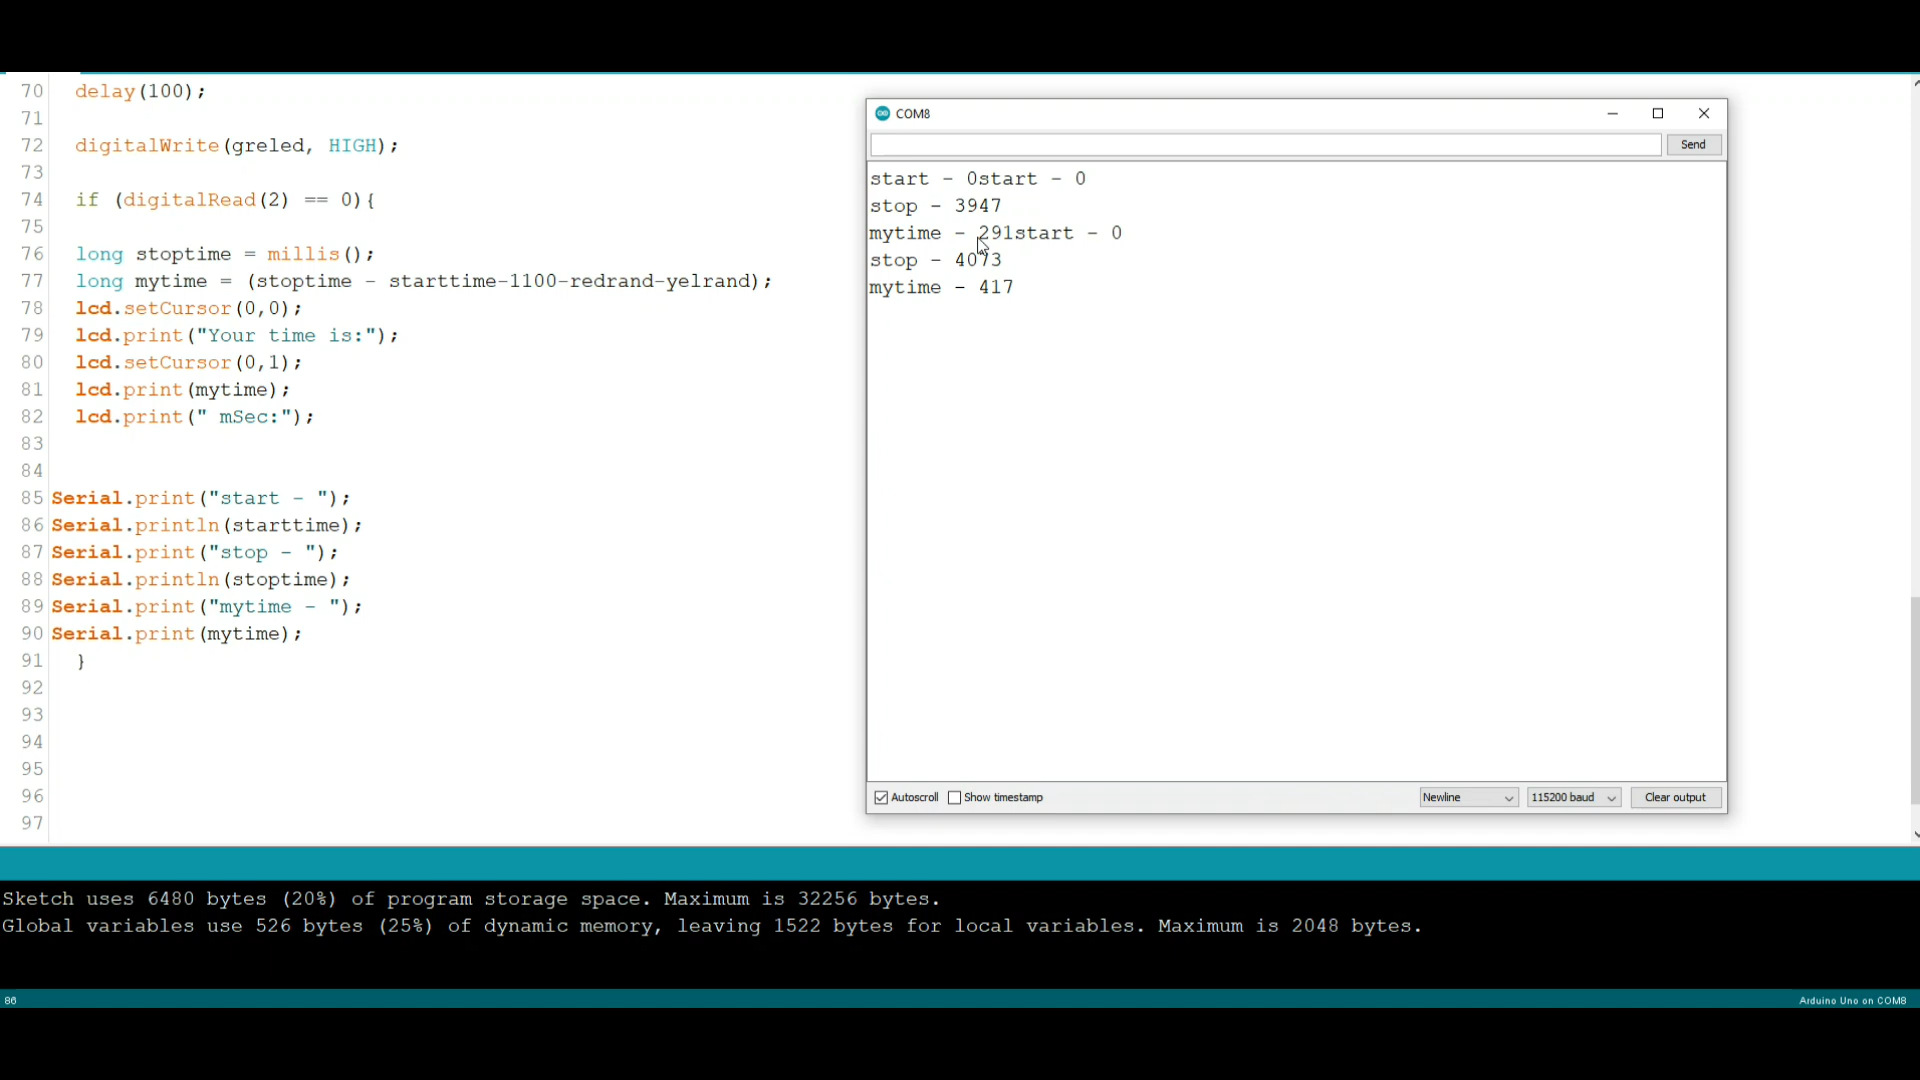 70 delay(100);
71
72 digitalWrite(greled, HIGH);
73
74 if (digitalRead(2) == 0){
75
76 long stoptime = millis();
77 long mytime = (stoptime - starttime-1100-redrand-yelrand);
78 lcd.setCursor(0,0);
79 lcd.print("Your time is:");
80 lcd.setCursor(0,1);
81 lcd.print(mytime);
82 lcd.print(" mSec:");
83
84
85 Serial.print("start - ");
86 Serial.println(starttime);
87 Serial.print("stop - ");
88 Serial.println(stoptime);
89 Serial.print("mytime - ");
90 Serial.print(mytime);
91 }
92
93
94
95
96
97
COM8
Send
start - 0start - 0
stop - 3947
mytime - 291start - 0
stop - 4073
mytime - 417
Autoscroll Show timestamp Newline 115200 baud Clear output
Sketch uses 6480 bytes (20%) of program storage space. Maximum is 32256 bytes.
Global variables use 526 bytes (25%) of dynamic memory, leaving 1522 bytes for local variables. Maximum is 2048 bytes.
86 Arduino Uno on COM8